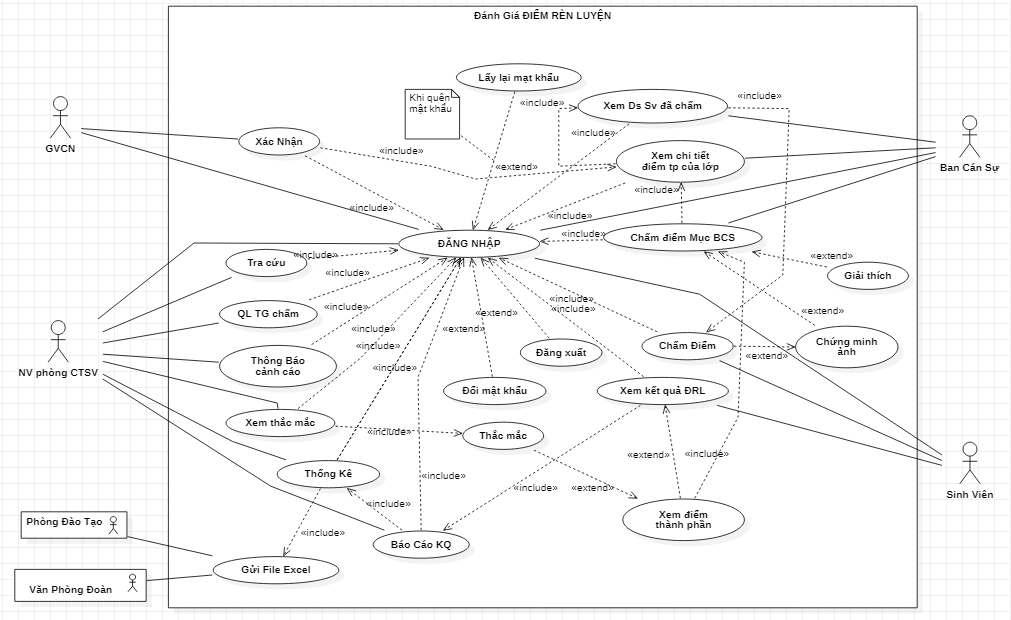 Đánh Giá ĐIỂM RÈN LUYỆN
Lấy lại mạt khẩu
Khi quên
mật khẩu
«include»
Xem Ds Sv đã chấm
«include»
GVCN
Xác Nhận
«include»
«include»
Xem chi tiết
điểm tp của lớp
Ban Cán Sự
«extend»
«include»
«include»
«include»
«include»
Chấm điểm Mục BCS
ĐĂNG NHẬP
Tra cứu
«include»
«include»
«extend»
Giải thích
QL TG chấm
«include»
«include»
«include»
«extend»
«extend»
«include»
«extend»
NV phòng CTSV
Thông Báo
cảnh cáo
«include»
«include»
Đăng xuất
Chấm Điểm
«extend»
Chứng minh
ảnh
Đổi mật khẩu
Xem kết quả ĐRL
Xem thắc mắc
«include»
Thắc mắc
«extend»
«include»
Thống Kê
«include»
«include»
«extend»
Sinh Viên
«include»
Xem điểm
thành phần
Phòng Đào Tạo
«include»
Báo Cáo KQ
Gửi File Excel
Văn Phòng Đoàn